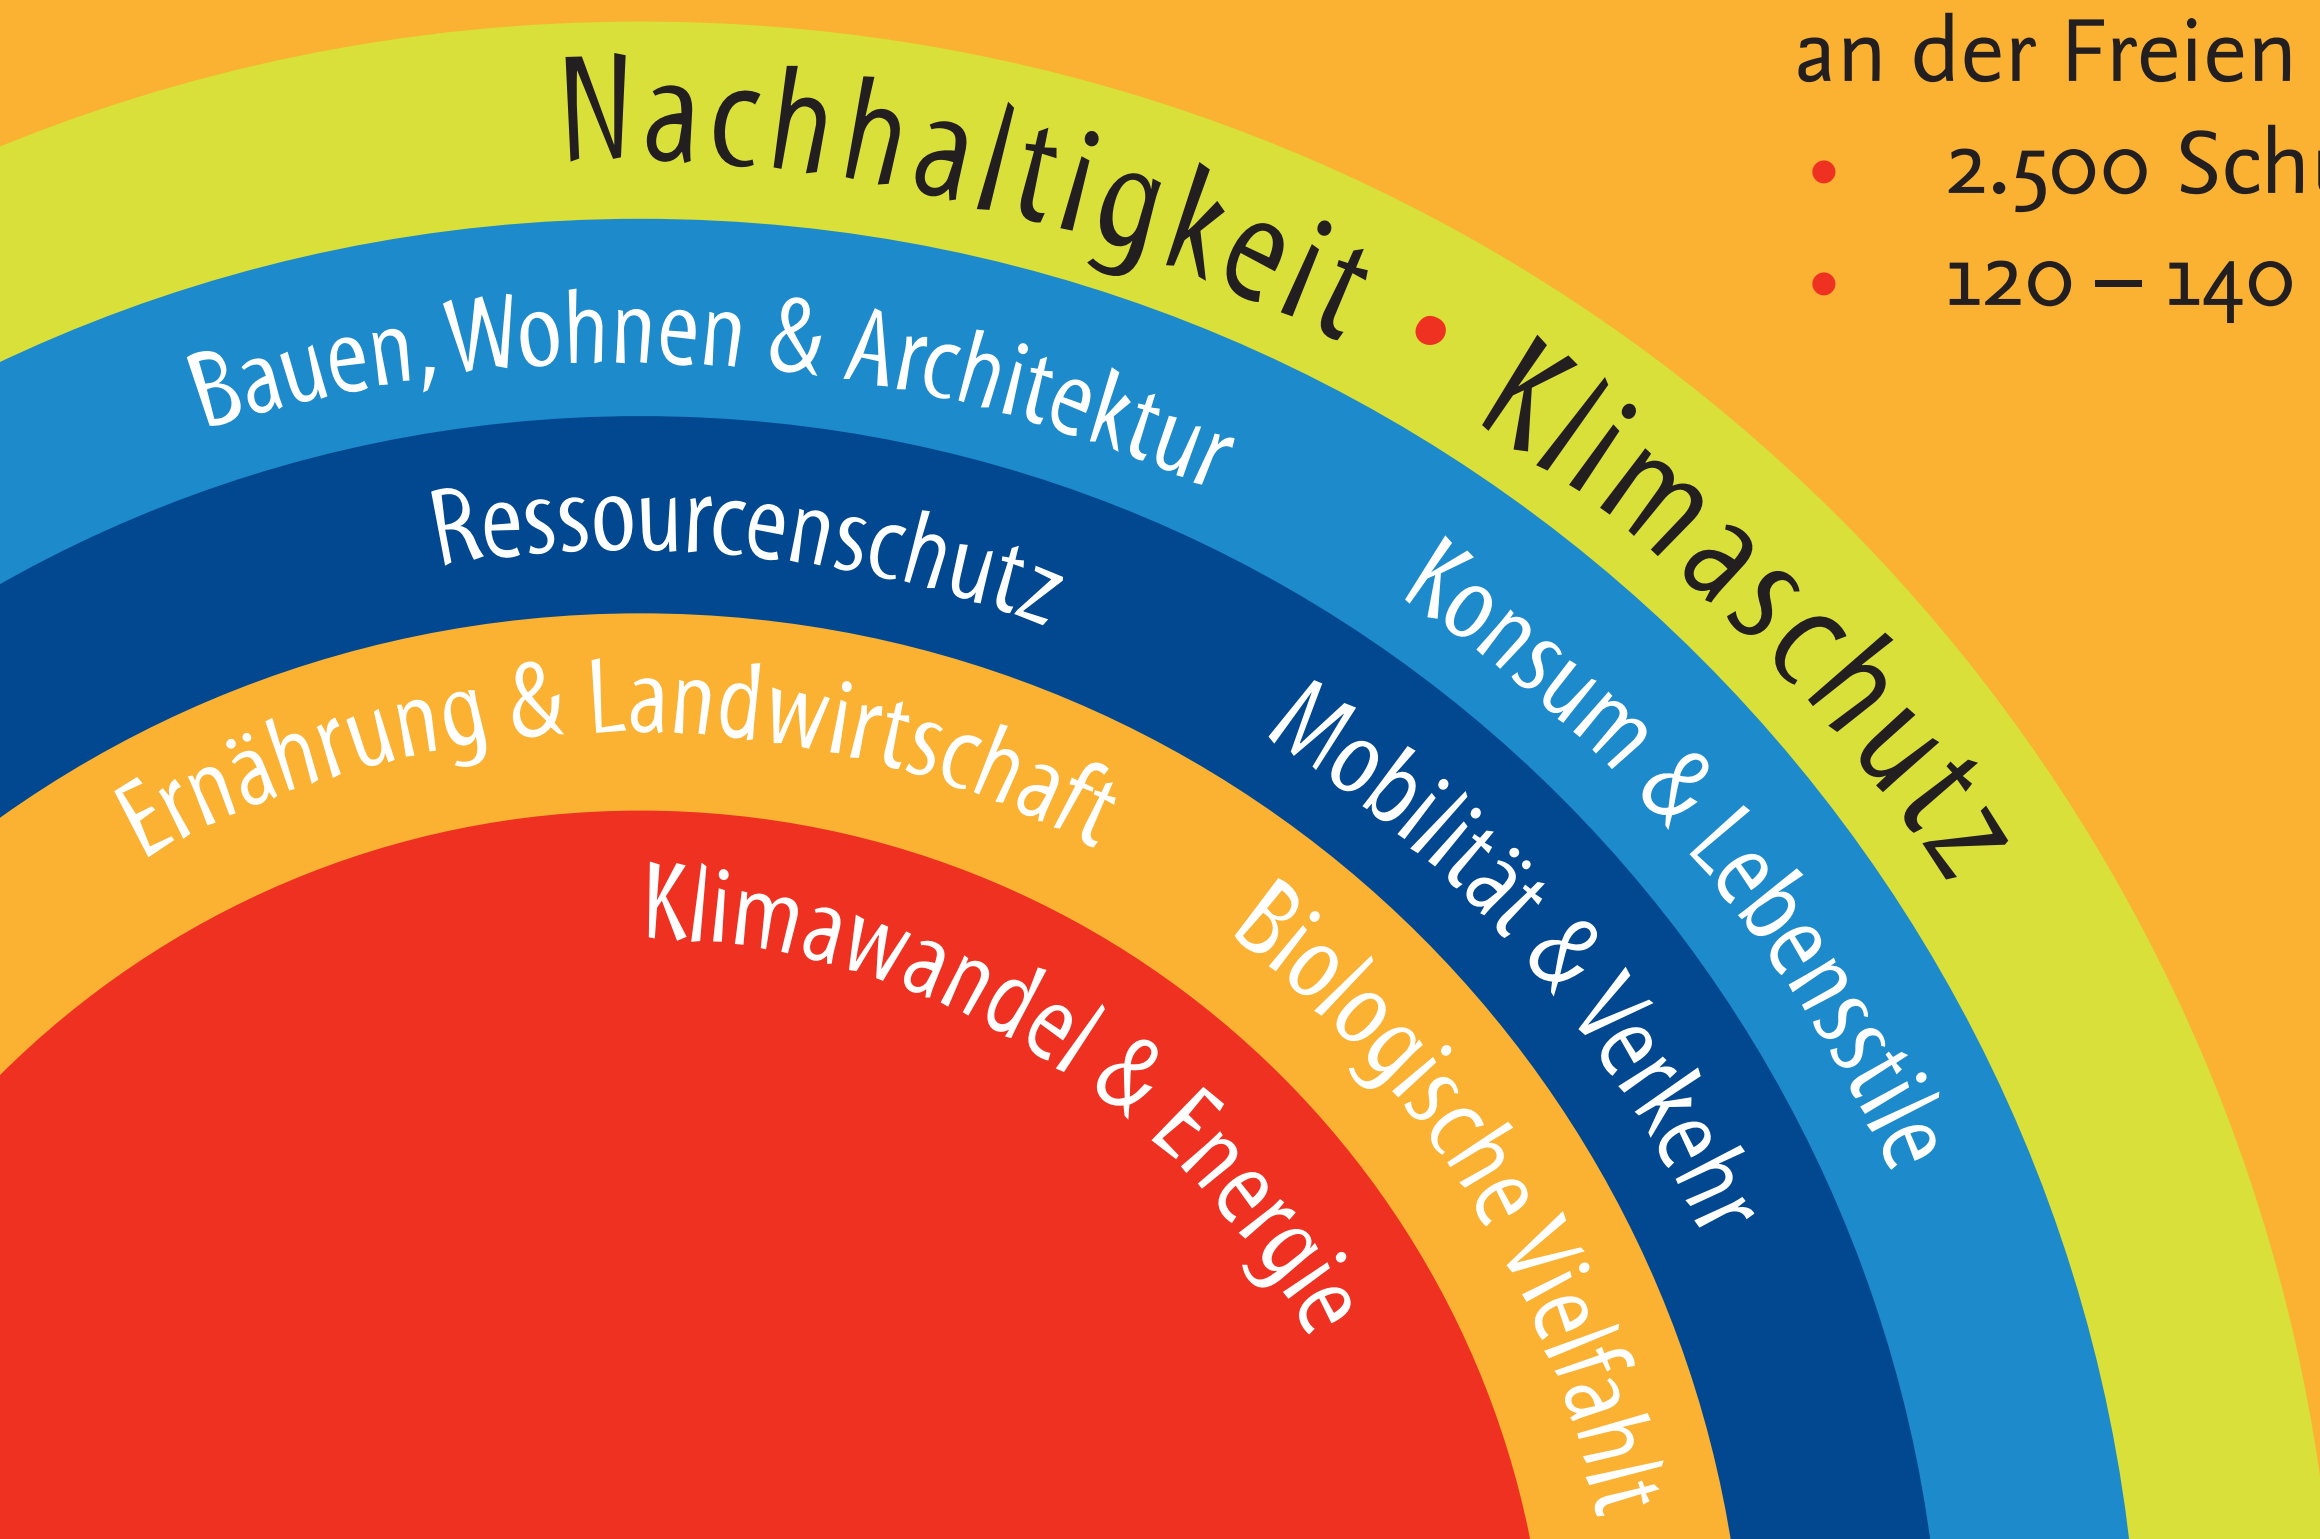 Nachhaltigkeit • Klimaschutz
Bauen, Wohnen & Architektur
Konsum & Lebensstile
Ressourcenschutz
Mobilität & Verkehr
Ernährung & Landwirtschaft
Biologische Vielfahlt
Klimawandel & Energie
an der Freien
• 2.500
• 120 – 140